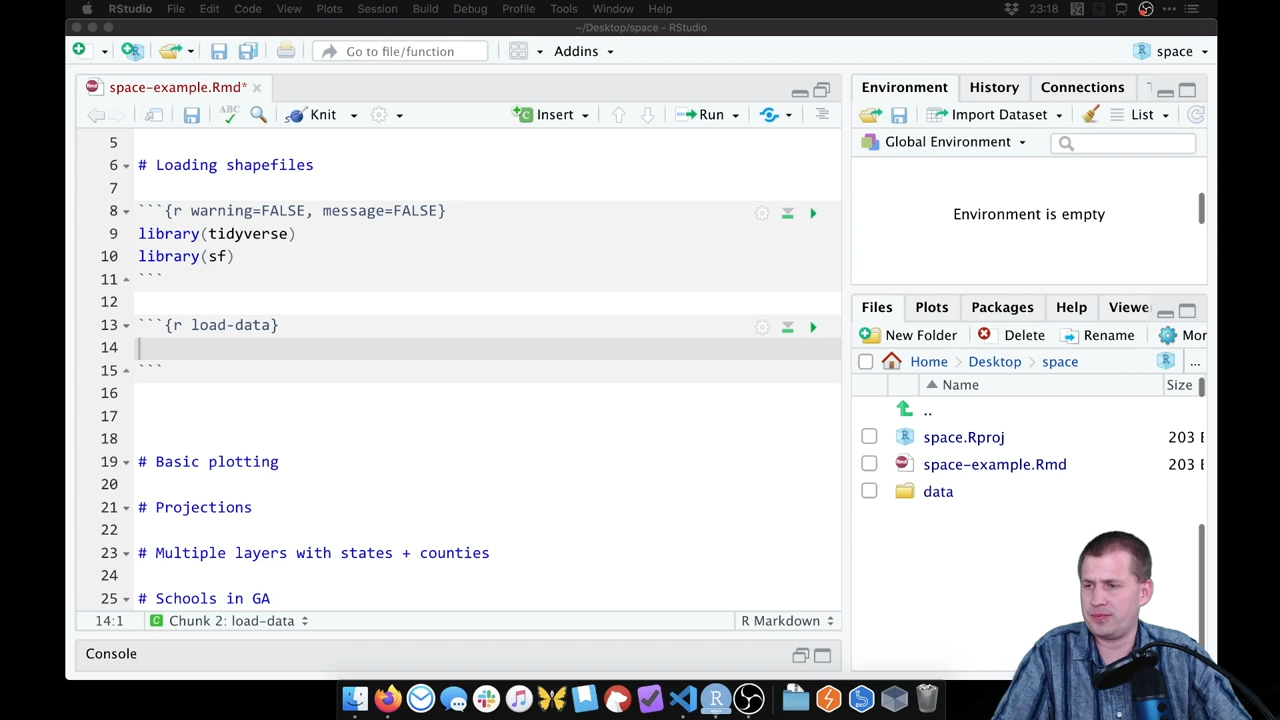 RStudio File Edit Code View Plots Session Build Debug Profile Tools Window Help 23:18
~/Desktop/space - RStudio
Go to file/function Addins space
space-example.Rmd*
ABC Knit Insert Run
5
6 # Loading shapefiles
7
8 ```{r warning=FALSE, message=FALSE}
9 library(tidyverse)
10 library(sf)
11 ```
12
13 ```{r load-data}
14
15 ```
16
17
18
19 # Basic plotting
20
21 # Projections
22
23 # Multiple layers with states + counties
24
25 # Schools in GA
14:1 Chunk 2: load-data R Markdown
Console
Environment History Connections
Import Dataset List
Global Environment
Environment is empty
Files Plots Packages Help Viewe
New Folder Delete Rename Mor
Home Desktop space ...
Name Size
..
space.Rproj 203 
space-example.Rmd 203 
data